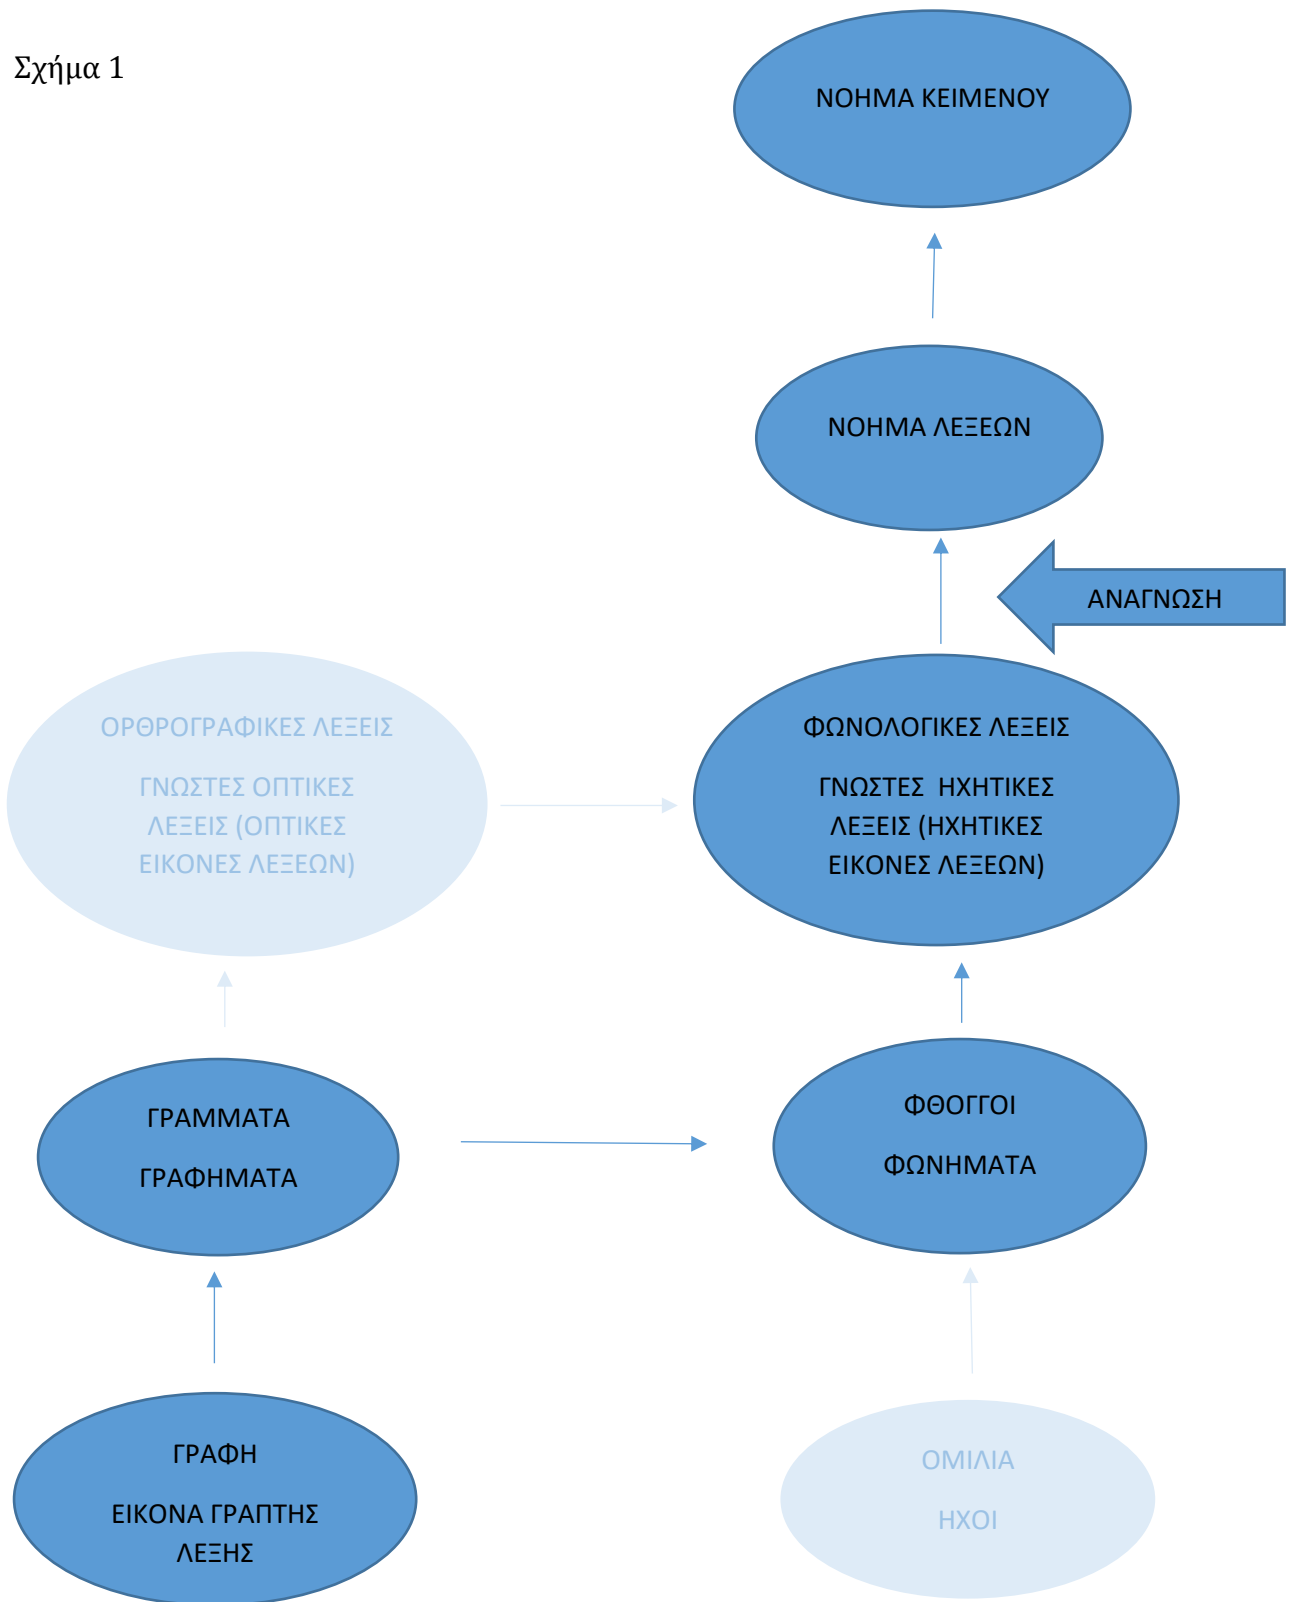 Σχήμα 1
ΝΟΗΜΑ ΚΕΙΜΕΝΟΥ
ΝΟΗΜΑ ΛΕΞΕΩΝ
ΑΝΑΓΝΩΣΗ
ΟΡΘΡΟΓΡΑΦΙΚΕΣ ΛΕΞΕΙΣ
ΓΝΩΣΤΕΣ ΟΠΤΙΚΕΣ
ΛΕΞΕΙΣ (ΟΠΤΙΚΕΣ
ΕΙΚΟΝΕΣ ΛΕΞΕΩΝ)
ΦΩΝΟΛΟΓΙΚΕΣ ΛΕΞΕΙΣ
ΓΝΩΣΤΕΣ ΗΧΗΤΙΚΕΣ
ΛΕΞΕΙΣ (ΗΧΗΤΙΚΕΣ
ΕΙΚΟΝΕΣ ΛΕΞΕΩΝ)
ΓΡΑΜΜΑΤΑ
ΓΡΑΦΗΜΑΤΑ
ΦΘΟΓΓΟΙ
ΦΩΝΗΜΑΤΑ
ΓΡΑΦΗ
ΕΙΚΟΝΑ ΓΡΑΠΤΗΣ
ΛΕΞΗΣ
ΟΜΙΛΙΑ
ΗΧΟΙ